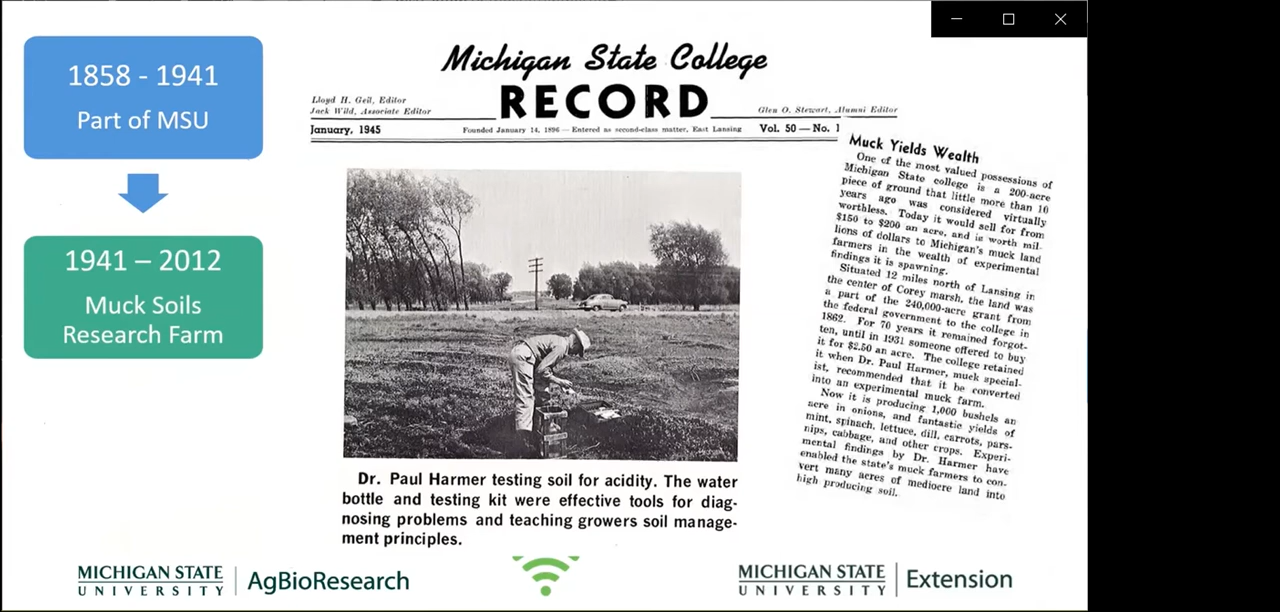 1858 - 1941
Part of MSU
1941 – 2012
Muck Soils
Research Farm
Michigan State College
RECORD
Lloyd H. Geil, Editor
Jack Wild, Associate Editor
Glen O. Stewart, Alumni Editor
January, 1945
Founded January 14, 1896 — Entered as second-class matter, East Lansing
Vol. 50 — No. 1
Dr. Paul Harmer testing soil for acidity. The water
bottle and testing kit were effective tools for diag-
nosing problems and teaching growers soil manage-
ment principles.
Muck Yields Wealth
One of the most valued possessions of
Michigan State college is a 200-acre
piece of ground that little more than 10
years ago was considered virtually
worthless. Today it would sell for from
$150 to $200 an acre, and is worth mil-
lions of dollars to Michigan's muck land
farmers in the wealth of experimental
findings it is spawning.
Situated 12 miles north of Lansing in
the center of Corey marsh, the land was
a part of the 240,000-acre grant from
the federal government to the college in
1862. For 70 years it remained forgot-
ten, until in 1931 someone offered to buy
it for $2.50 an acre. The college retained
it when Dr. Paul Harmer, muck special-
ist, recommended that it be converted
into an experimental muck farm.
Now it is producing 1,000 bushels an
acre in onions, and fantastic yields of
mint, spinach, lettuce, dill, carrots, pars-
nips, cabbage, and other crops. Experi-
mental findings by Dr. Harmer have
enabled the state's muck farmers to con-
vert many acres of mediocre land into
high producing soil.
MICHIGAN STATE
UNIVERSITY
AgBioResearch
MICHIGAN STATE
UNIVERSITY
Extension